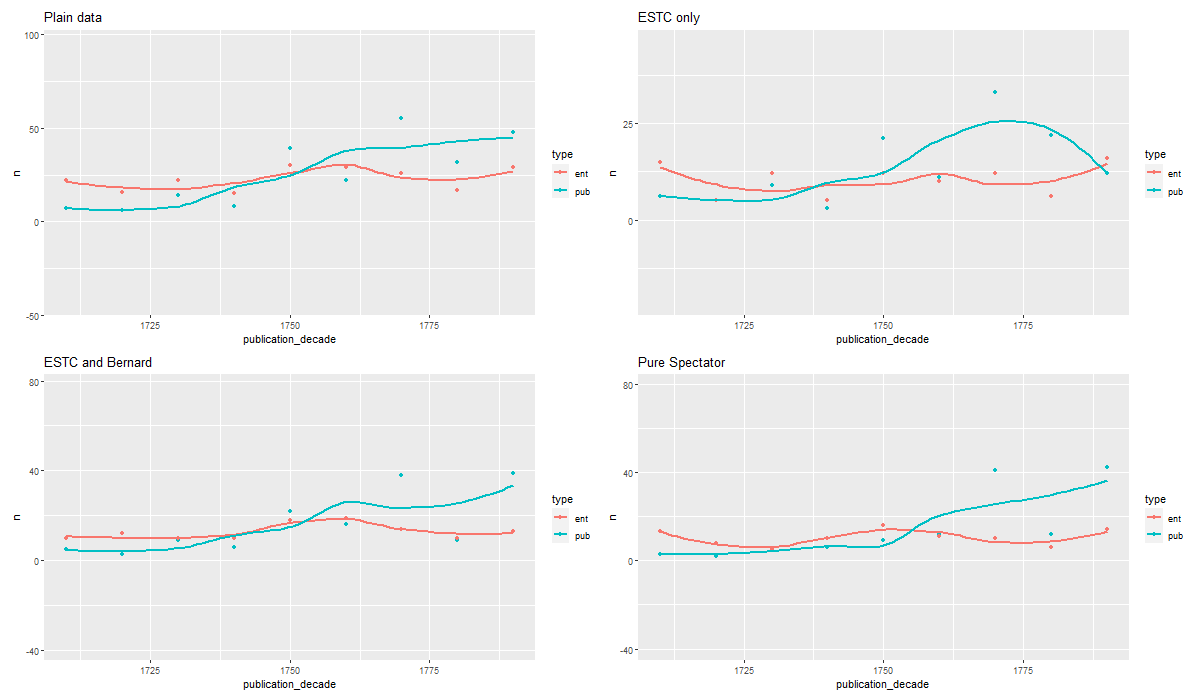 Plain data
100
50
0
-50
n
1725 1750 1775
publication_decade
type
ent
pub
ESTC only
25
0
n
1725 1750 1775
publication_decade
type
ent
pub
ESTC and Bernard
80
40
0
-40
n
1725 1750 1775
publication_decade
type
ent
pub
Pure Spectator
80
40
0
-40
n
1725 1750 1775
publication_decade
type
ent
pub